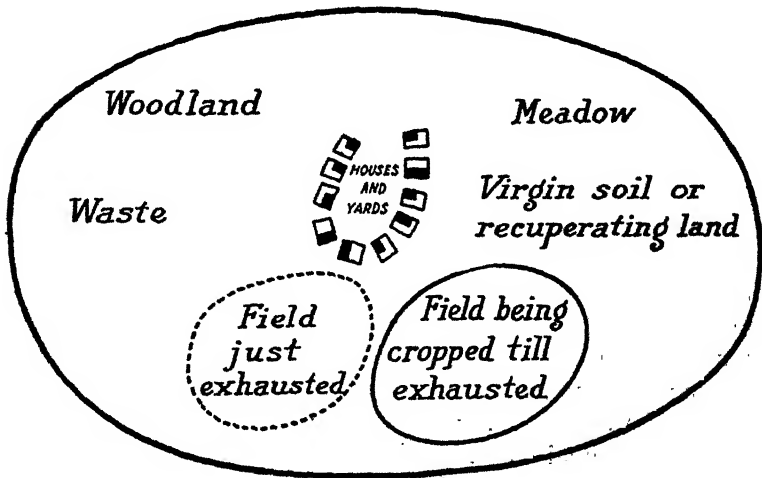 Woodland
Meadow
HOUSES
AND
YARDS
Waste
Virgin soil or
recuperating land
Field
just
exhausted
Field being
cropped till
exhausted